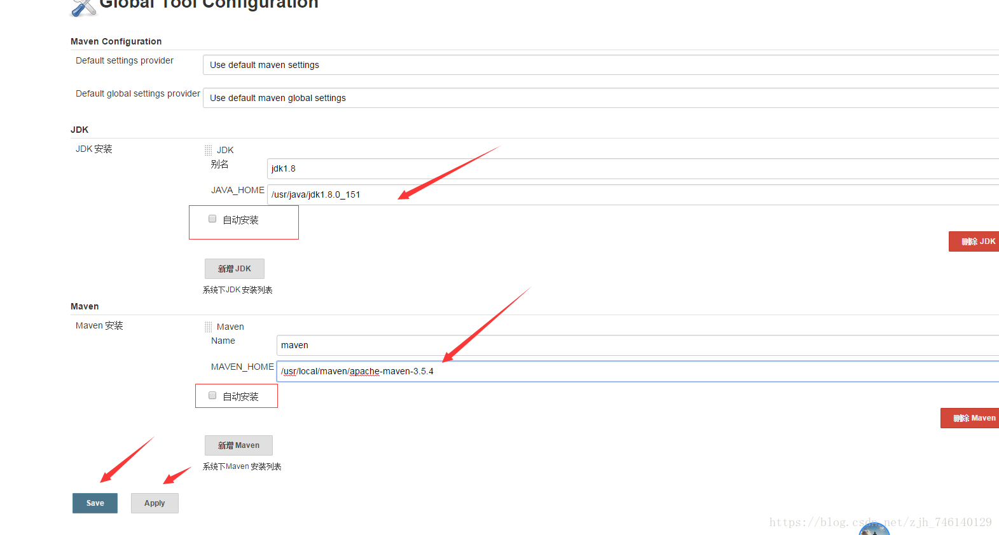 Global Tool Configuration
Maven Configuration
Default settings provider
Use default maven settings
Default global settings provider
Use default maven global settings
JDK
JDK 安装
JDK
别名
jdk1.8
JAVA_HOME
/usr/java/jdk1.8.0_151
自动安装
删除 JDK
新增 JDK
系统下JDK 安装列表
Maven
Maven 安装
Maven
Name
maven
MAVEN_HOME
/usr/local/maven/apache-maven-3.5.4
自动安装
删除 Maven
新增 Maven
系统下Maven 安装列表
Save
Apply
https://blog.csdn.net/zjh_746140129